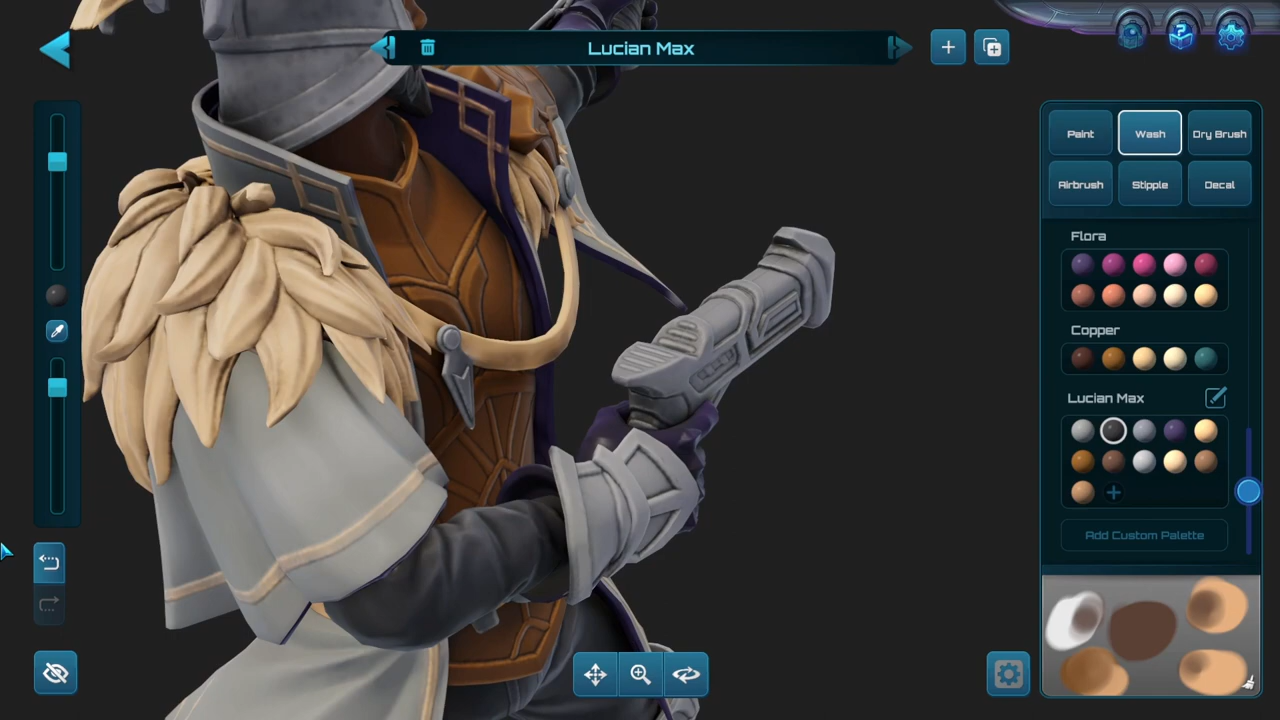 Lucian Max
Paint
Wash
Dry Brush
Airbrush
Stipple
Decal
Flora
Copper
Lucian Max
Add Custom Palette